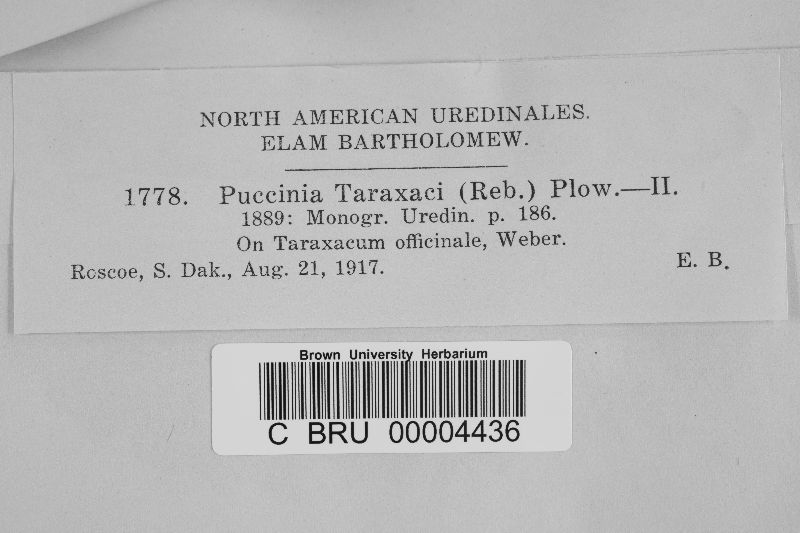 NORTH AMERICAN UREDINALES.
ELAM BARTHOLOMEW.
1778. Puccinia Taraxaci (Reb.) Plow.—II.
1889: Monogr. Uredin. p. 186.
On Taraxacum officinale, Weber.
Roscoe, S. Dak., Aug. 21, 1917. E. B.
Brown University Herbarium
C BRU 00004436